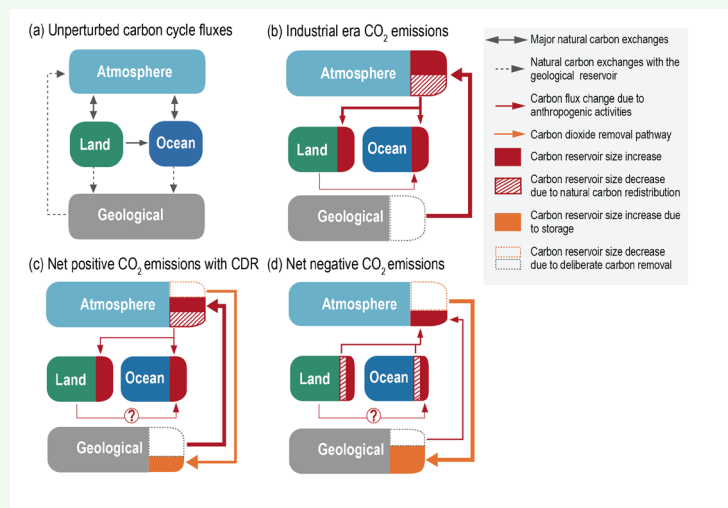 (a) Unperturbed carbon cycle fluxes
Atmosphere
Land
Ocean
Geological
(b) Industrial era CO₂ emissions
Atmosphere
Land
Ocean
Geological
Major natural carbon exchanges
Natural carbon exchanges with the
geological reservoir
Carbon flux change due to
anthropogenic activities
Carbon dioxide removal pathway
Carbon reservoir size increase
Carbon reservoir size decrease
due to natural carbon redistribution
Carbon reservoir size increase due
to storage
Carbon reservoir size decrease
due to deliberate carbon removal
(c) Net positive CO₂ emissions with CDR
Atmosphere
Land
Ocean
?
Geological
(d) Net negative CO₂ emissions
Atmosphere
Land
Ocean
?
Geological